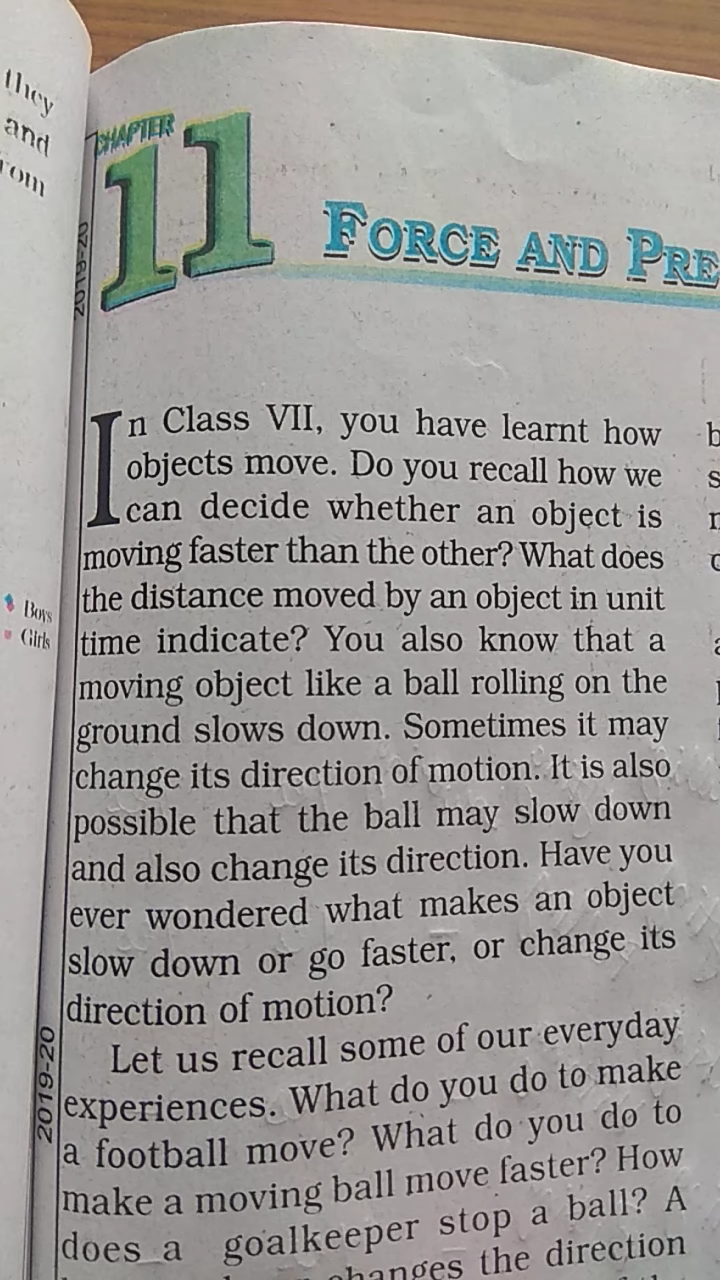 they
and
rom
Boys
Girls
2019-20
2019-20
CHAPTER
11
FORCE AND PRE
In Class VII, you have learnt how
objects move. Do you recall how we
can decide whether an object is
moving faster than the other? What does
the distance moved by an object in unit
time indicate? You also know that a
moving object like a ball rolling on the
ground slows down. Sometimes it may
change its direction of motion. It is also
possible that the ball may slow down
and also change its direction. Have you
ever wondered what makes an object
slow down or go faster, or change its
direction of motion?
Let us recall some of our everyday
experiences. What do you do to make
a football move? What do you do to
make a moving ball move faster? How
does a goalkeeper stop a ball? A
changes the direction